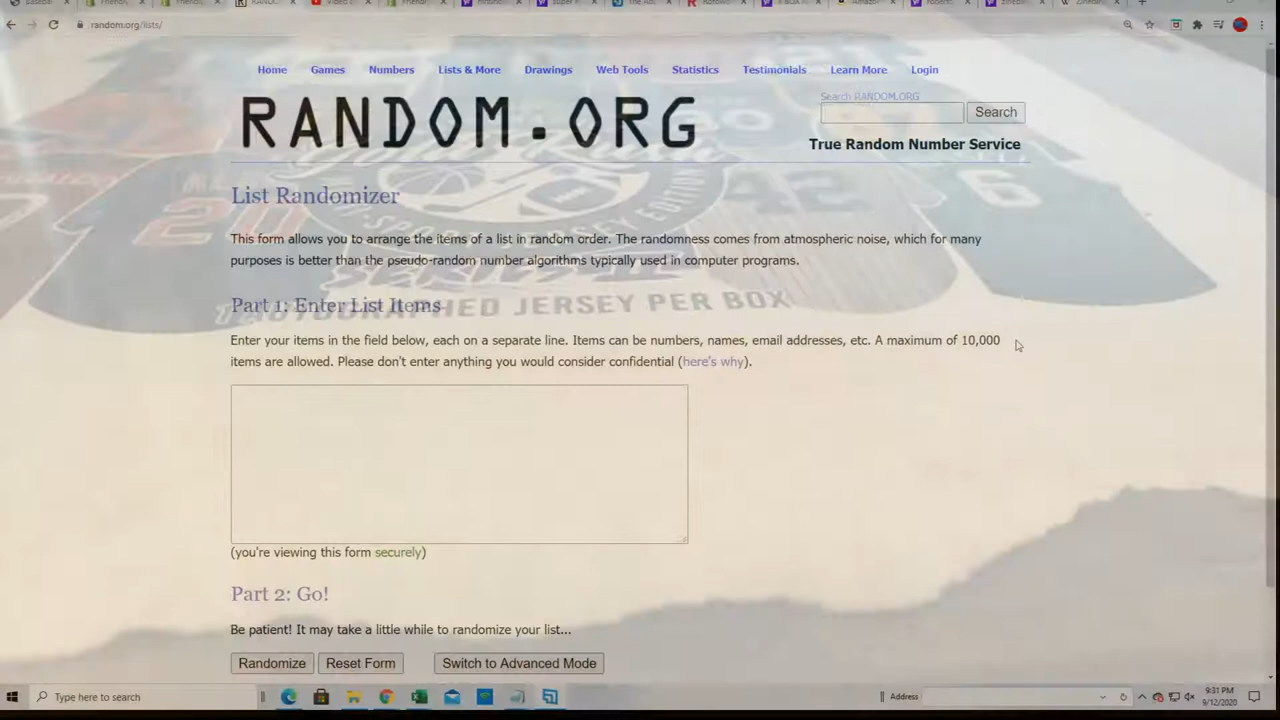 random.org/lists/
Home Games Numbers Lists & More Drawings Web Tools Statistics Testimonials Learn More Login
RANDOM.ORG
Search RANDOM.ORG
Search
True Random Number Service
List Randomizer
This form allows you to arrange the items of a list in random order. The randomness comes from atmospheric noise, which for many
purposes is better than the pseudo-random number algorithms typically used in computer programs.
Part 1: Enter List Items
AUTOGRAPHED JERSEY PER BOX
Enter your items in the field below, each on a separate line. Items can be numbers, names, email addresses, etc. A maximum of 10,000
items are allowed. Please don't enter anything you would consider confidential (here's why).
(you're viewing this form securely)
Part 2: Go!
Be patient! It may take a little while to randomize your list...
Randomize Reset Form Switch to Advanced Mode
Type here to search
Address
9:31 PM
9/12/2020